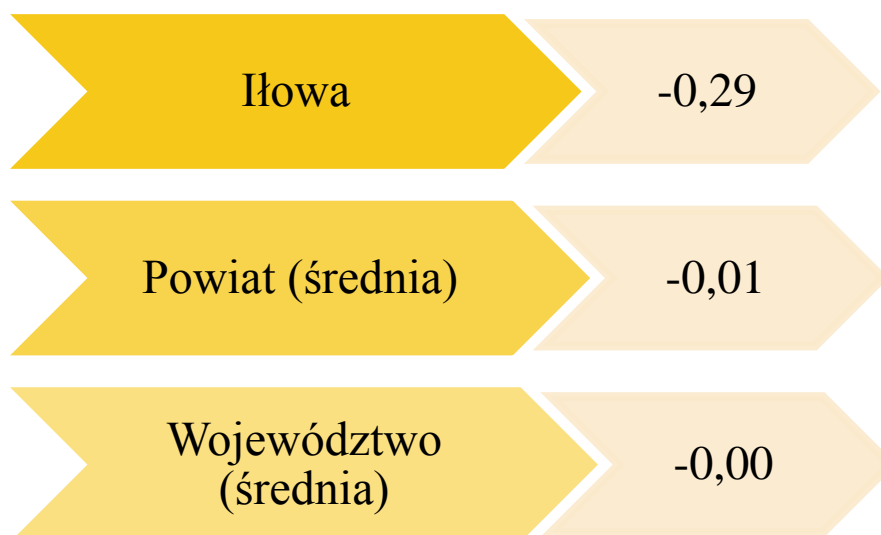 Iłowa
-0,29
Powiat (średnia)
-0,01
Województwo
(średnia)
-0,00